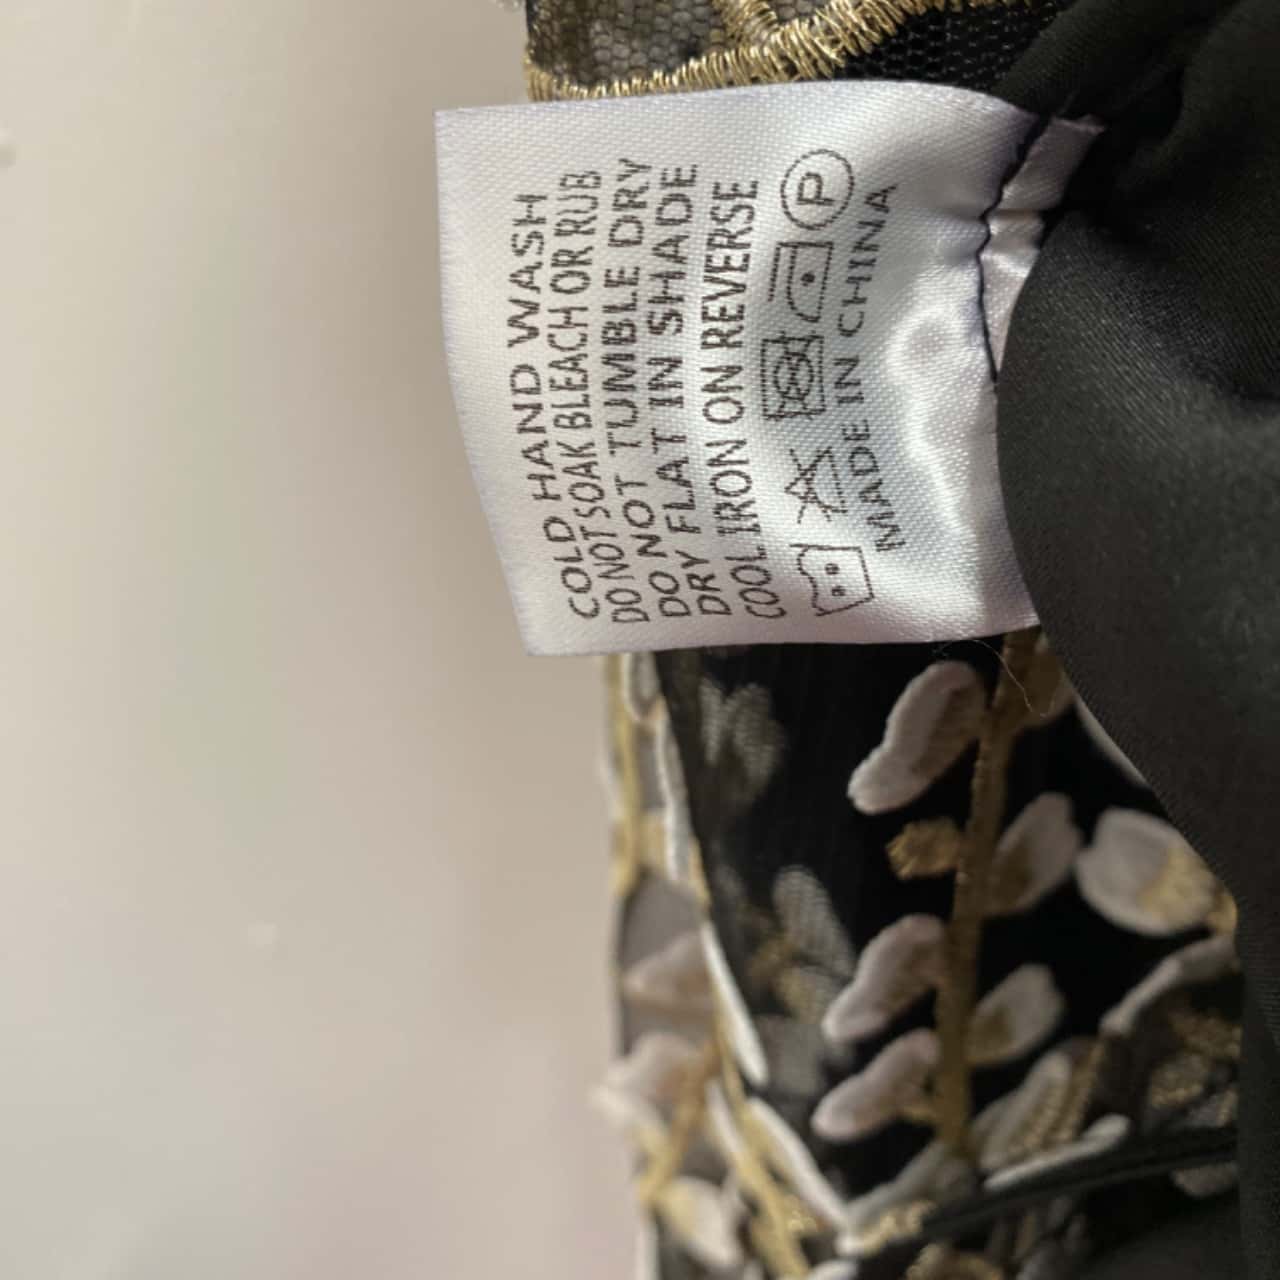 COLD HAND WASH
DO NOT SOAK BLEACH OR RUB
DO NOT TUMBLE DRY
DRY FLAT IN SHADE
COOL IRON ON REVERSE
P
MADE IN CHINA